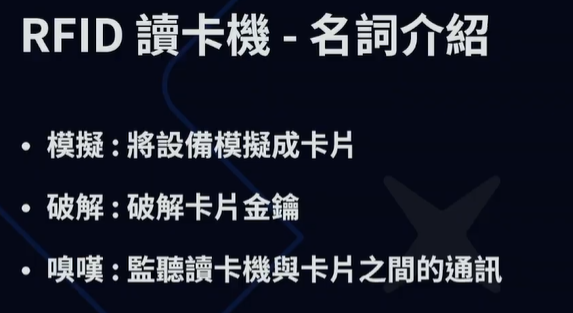 RFID 讀卡機 - 名詞介紹
• 模擬 : 將設備模擬成卡片
• 破解 : 破解卡片金鑰
• 嗅嘆 : 監聽讀卡機與卡片之間的通訊